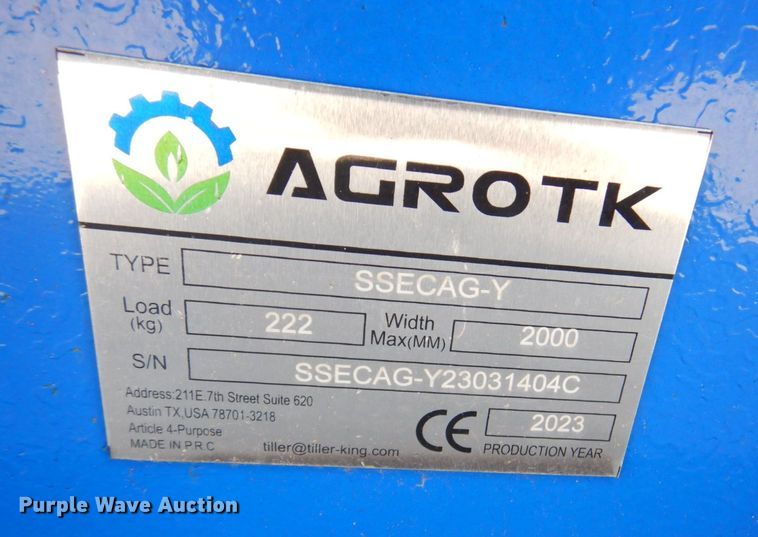 AGROTK
TYPE SSECAG-Y
Load (kg) 222 Width Max(MM) 2000
S/N SSECAG-Y23031404C
Address:211E.7th Street Suite 620
Austin TX,USA 78701-3218
Article 4-Purpose
MADE IN P.R.C tiller@tiller-king.com
CE 2023
PRODUCTION YEAR
Purple Wave Auction